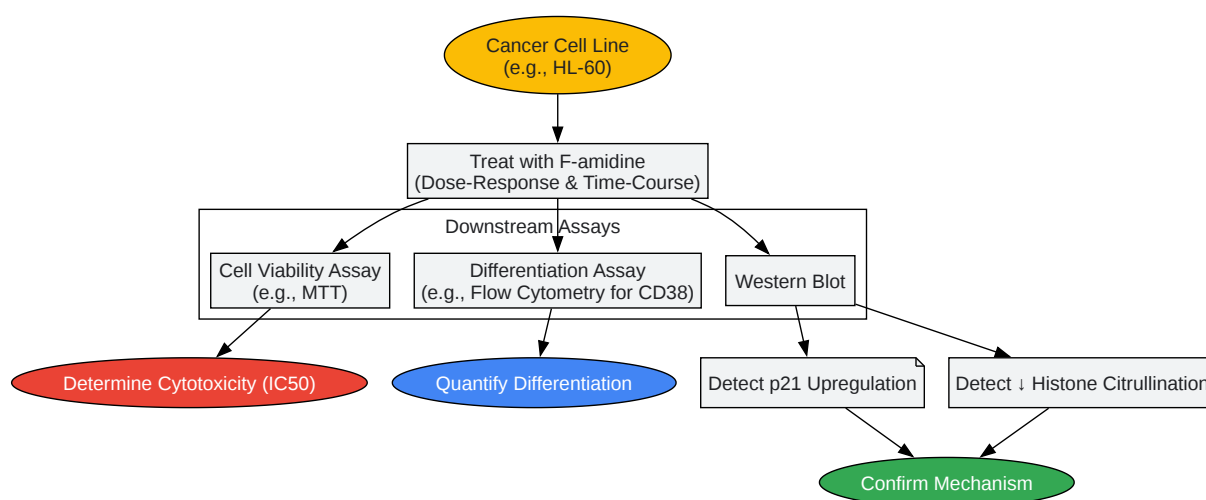 Cancer Cell Line
(e.g., HL-60)
Treat with F-amidine
(Dose-Response & Time-Course)
Downstream Assays
Cell Viability Assay
(e.g., MTT)
Differentiation Assay
(e.g., Flow Cytometry for CD38)
Western Blot
Determine Cytotoxicity (IC50)
Quantify Differentiation
Detect p21 Upregulation
Detect ↓ Histone Citrullination
Confirm Mechanism